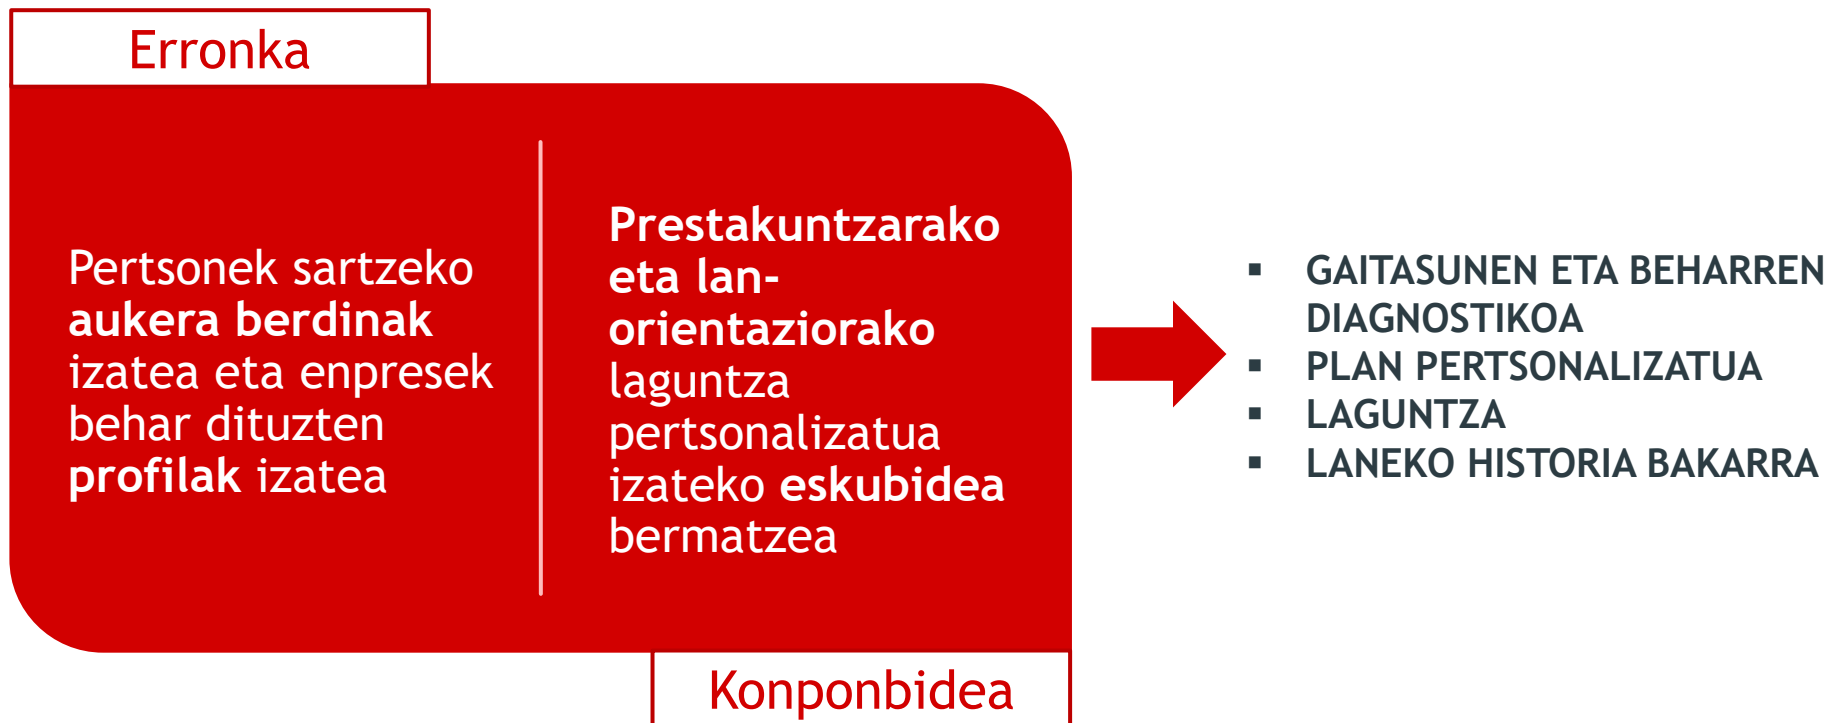 Erronka
Pertsonek sartzeko
aukera berdinak
izatea eta enpresek
behar dituzten
profilak izatea
Prestakuntzarako
eta lan-
orientaziorako
laguntza
pertsonalizatua
izateko eskubidea
bermatzea
Konponbidea
▪ GAITASUNEN ETA BEHARREN
DIAGNOSTIKOA
▪ PLAN PERTSONALIZATUA
▪ LAGUNTZA
▪ LANEKO HISTORIA BAKARRA